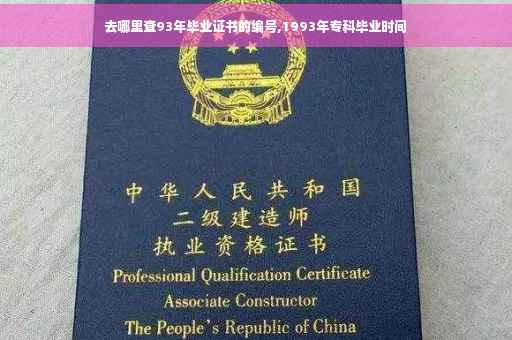 去哪里查93年毕业证书的编号,1993年专科毕业时间
中华人民共和国
二级建造师
执业资格证书
Professional Qualification Certificate
Associate Constructor
The People's Republic of China